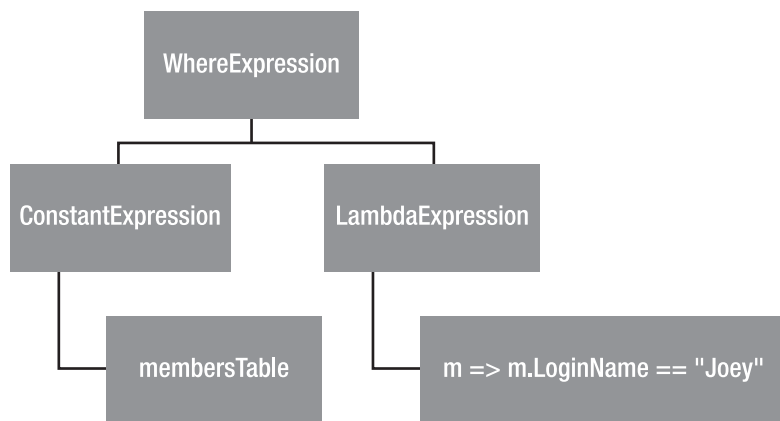 WhereExpression
ConstantExpression
LambdaExpression
membersTable
m => m.LoginName == "Joey"